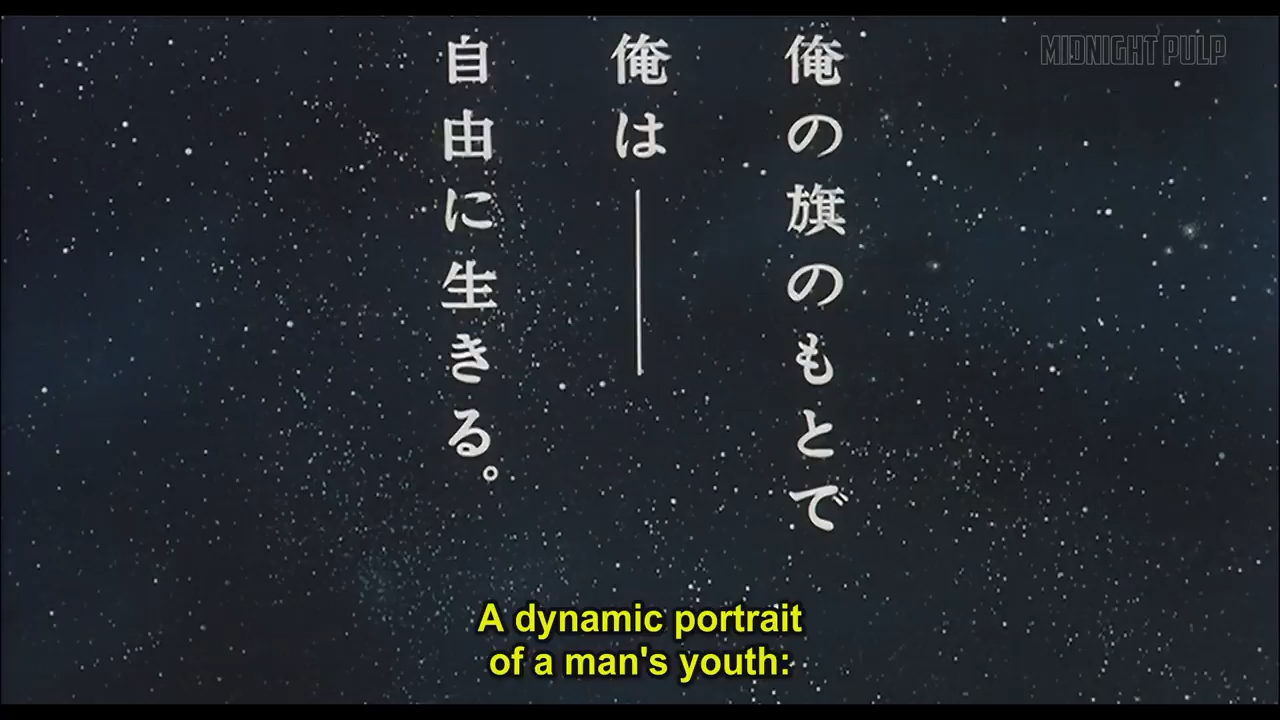 俺の旗のもとで
俺は――
自由に生きる。
MIDNIGHT PULP
A dynamic portrait
of a man's youth: